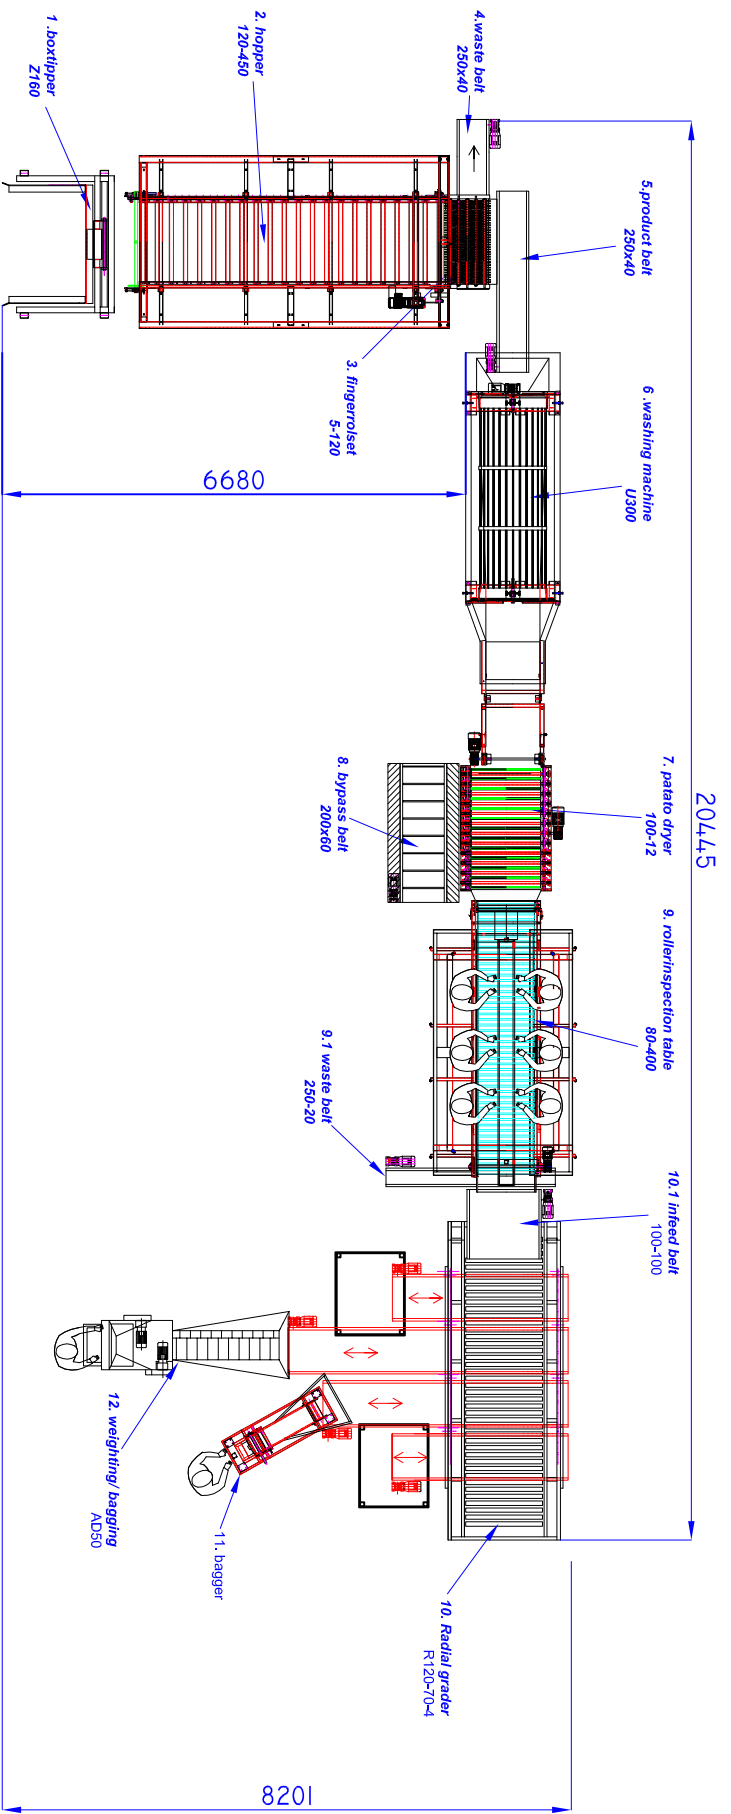 1 .boxtipper
Z160
2. hopper
120-450
3. fingerrolset
5-120
4.waste belt
250x40
5.product belt
250x40
6 .washing machine
U300
7. patato dryer
100-12
8. bypass belt
200x60
9. rollerinspection table
80-400
9.1 waste belt
250-20
10.1 infeed belt
100-100
10. Radial grader
R120-70-4
11. bagger
12. weighting/ bagging
AD50
6680
20445
8201